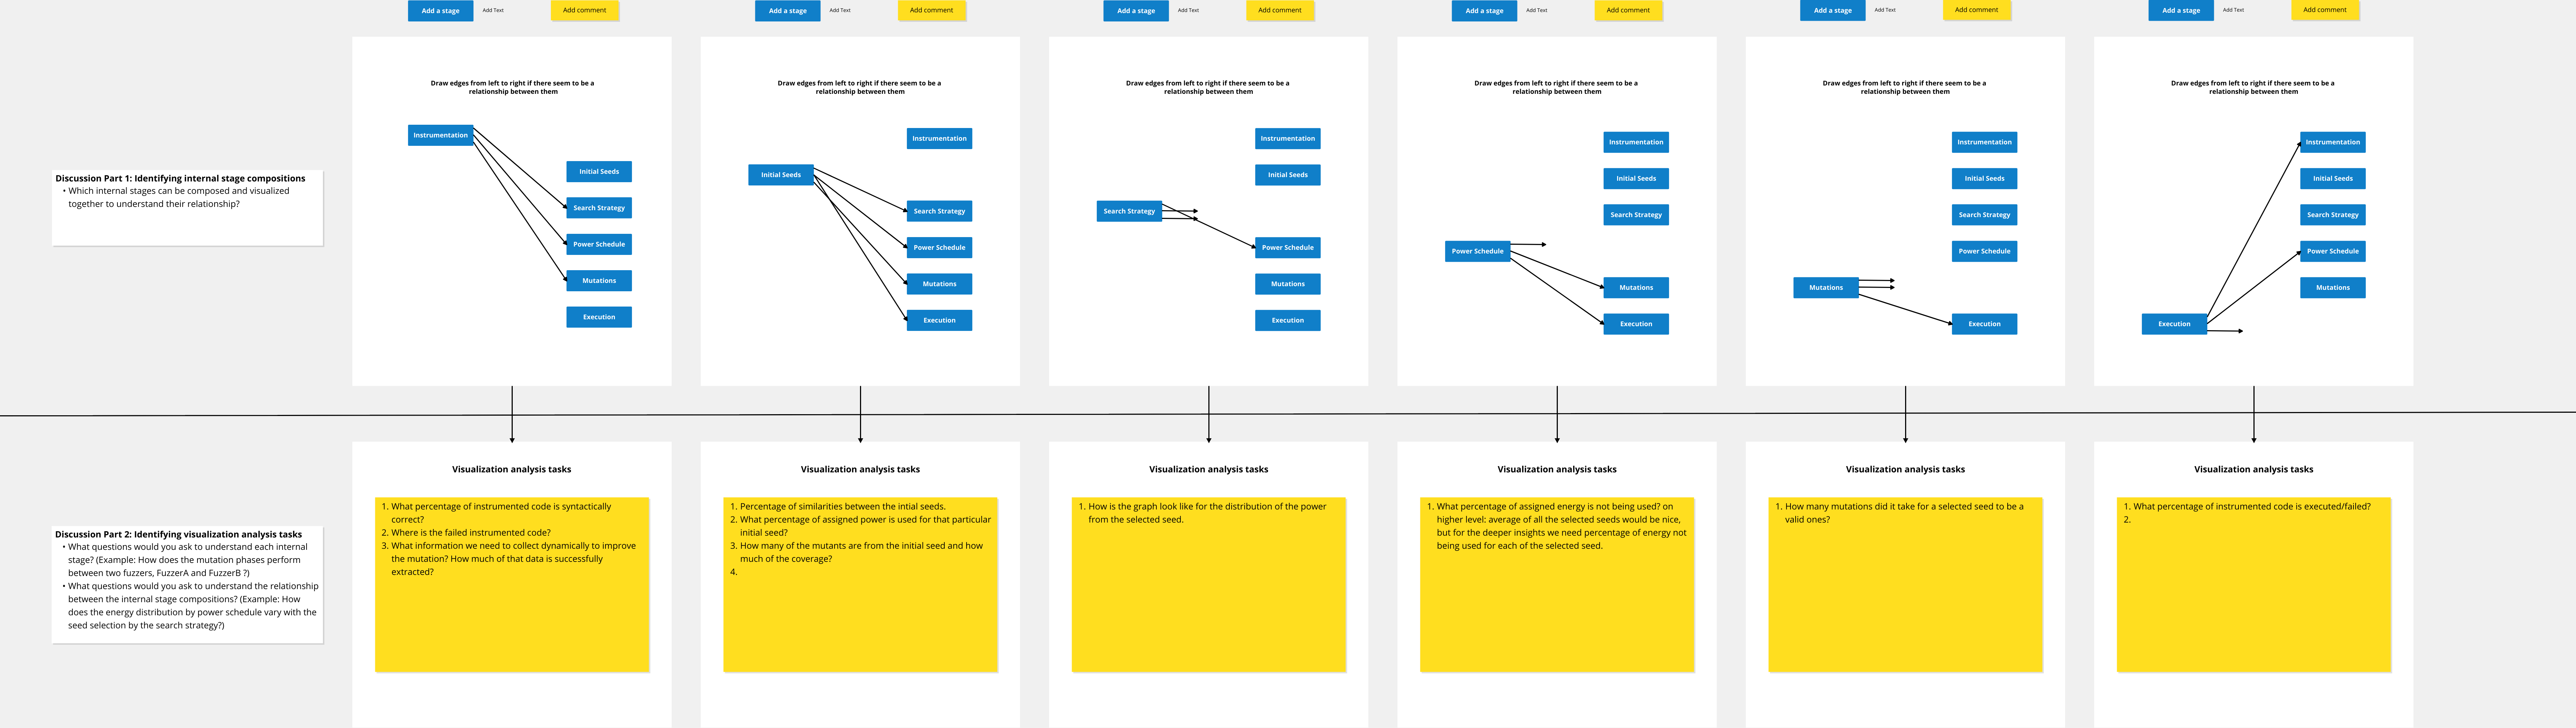 Add a stage
Add Text
Add comment
Add a stage
Add Text
Add comment
Add a stage
Add Text
Add comment
Add a stage
Add Text
Add comment
Add a stage
Add Text
Add comment
Add a stage
Add Text
Add comment
Discussion Part 1: Identifying internal stage compositions
• Which internal stages can be composed and visualized
together to understand their relationship?
Draw edges from left to right if there seem to be a
relationship between them
Instrumentation
Initial Seeds
Search Strategy
Power Schedule
Mutations
Execution
Draw edges from left to right if there seem to be a
relationship between them
Instrumentation
Initial Seeds
Search Strategy
Power Schedule
Mutations
Execution
Draw edges from left to right if there seem to be a
relationship between them
Instrumentation
Initial Seeds
Search Strategy
Power Schedule
Mutations
Execution
Draw edges from left to right if there seem to be a
relationship between them
Instrumentation
Initial Seeds
Search Strategy
Power Schedule
Mutations
Execution
Draw edges from left to right if there seem to be a
relationship between them
Instrumentation
Initial Seeds
Search Strategy
Power Schedule
Mutations
Execution
Draw edges from left to right if there seem to be a
relationship between them
Instrumentation
Initial Seeds
Search Strategy
Power Schedule
Mutations
Execution
Discussion Part 2: Identifying visualization analysis tasks
• What questions would you ask to understand each internal
stage? (Example: How does the mutation phases perform
between two fuzzers, FuzzerA and FuzzerB ?)
• What questions would you ask to understand the relationship
between the internal stage compositions? (Example: How
does the energy distribution by power schedule vary with the
seed selection by the search strategy?)
Visualization analysis tasks
1. What percentage of instrumented code is syntactically
correct?
2. Where is the failed instrumented code?
3. What information we need to collect dynamically to improve
the mutation? How much of that data is successfully
extracted?
Visualization analysis tasks
1. Percentage of similarities between the intial seeds.
2. What percentage of assigned power is used for that particular
initial seed?
3. How many of the mutants are from the initial seed and how
much of the coverage?
4.
Visualization analysis tasks
1. How is the graph look like for the distribution of the power
from the selected seed.
Visualization analysis tasks
1. What percentage of assigned energy is not being used? on
higher level: average of all the selected seeds would be nice,
but for the deeper insights we need percentage of energy not
being used for each of the selected seed.
Visualization analysis tasks
1. How many mutations did it take for a selected seed to be a
valid ones?
Visualization analysis tasks
1. What percentage of instrumented code is executed/failed?
2.